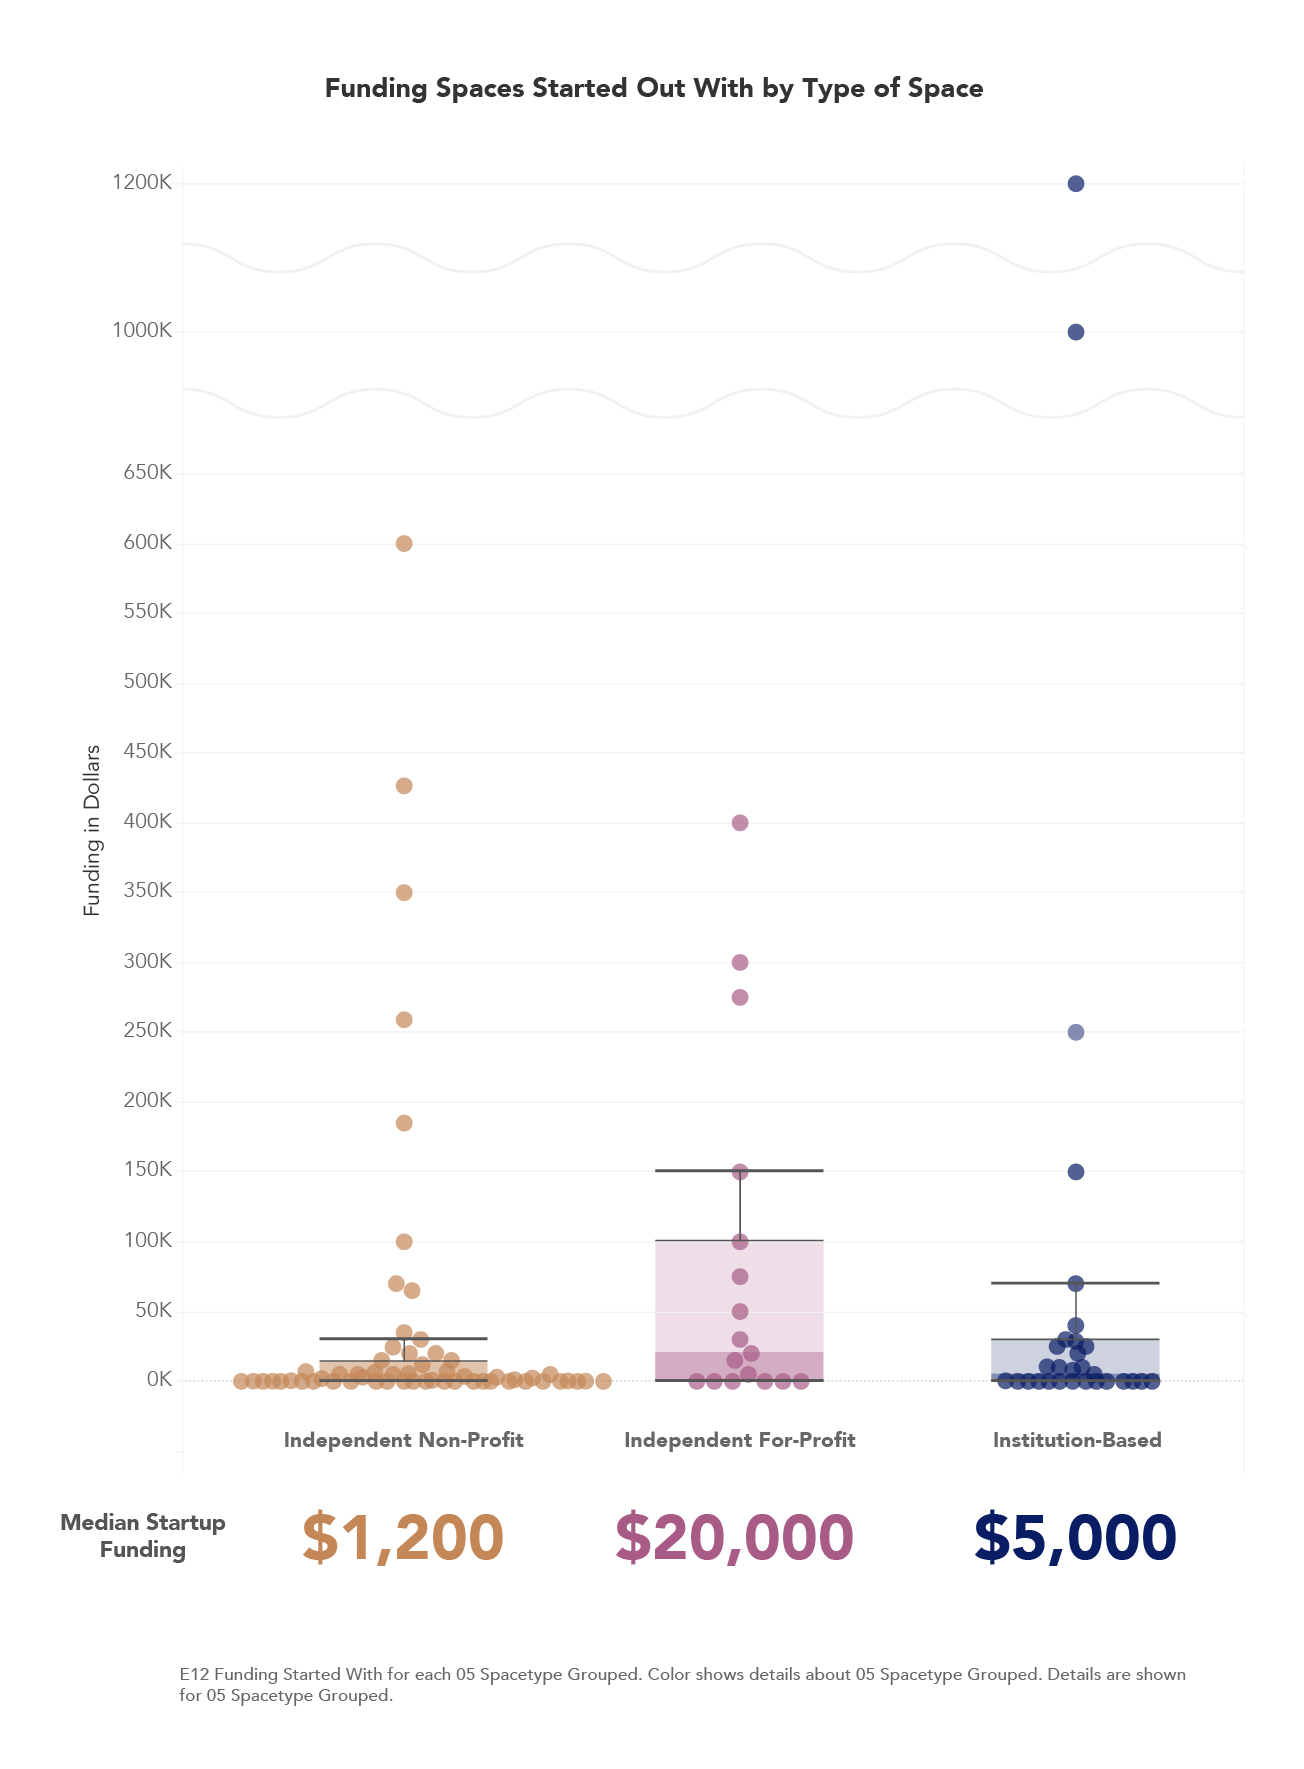 Funding Spaces Started Out With by Type of Space
1200K
1000K
650K
600K
550K
500K
450K
400K
350K
300K
250K
200K
150K
100K
50K
0K
Funding in Dollars
Independent Non-Profit
Independent For-Profit
Institution-Based
Median Startup
Funding
$1,200
$20,000
$5,000
E12 Funding Started With for each 05 Spacetype Grouped. Color shows details about 05 Spacetype Grouped. Details are shown
for 05 Spacetype Grouped.